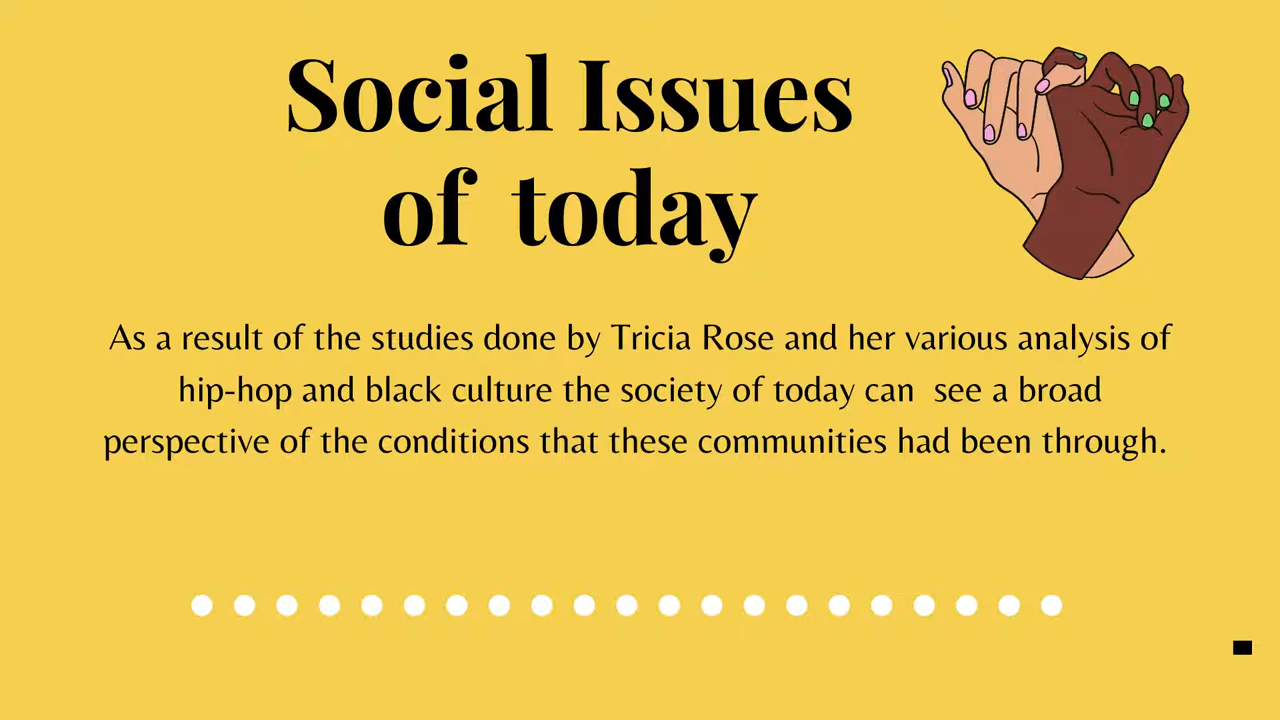 Social Issues
of today
As a result of the studies done by Tricia Rose and her various analysis of
hip-hop and black culture the society of today can see a broad
perspective of the conditions that these communities had been through.